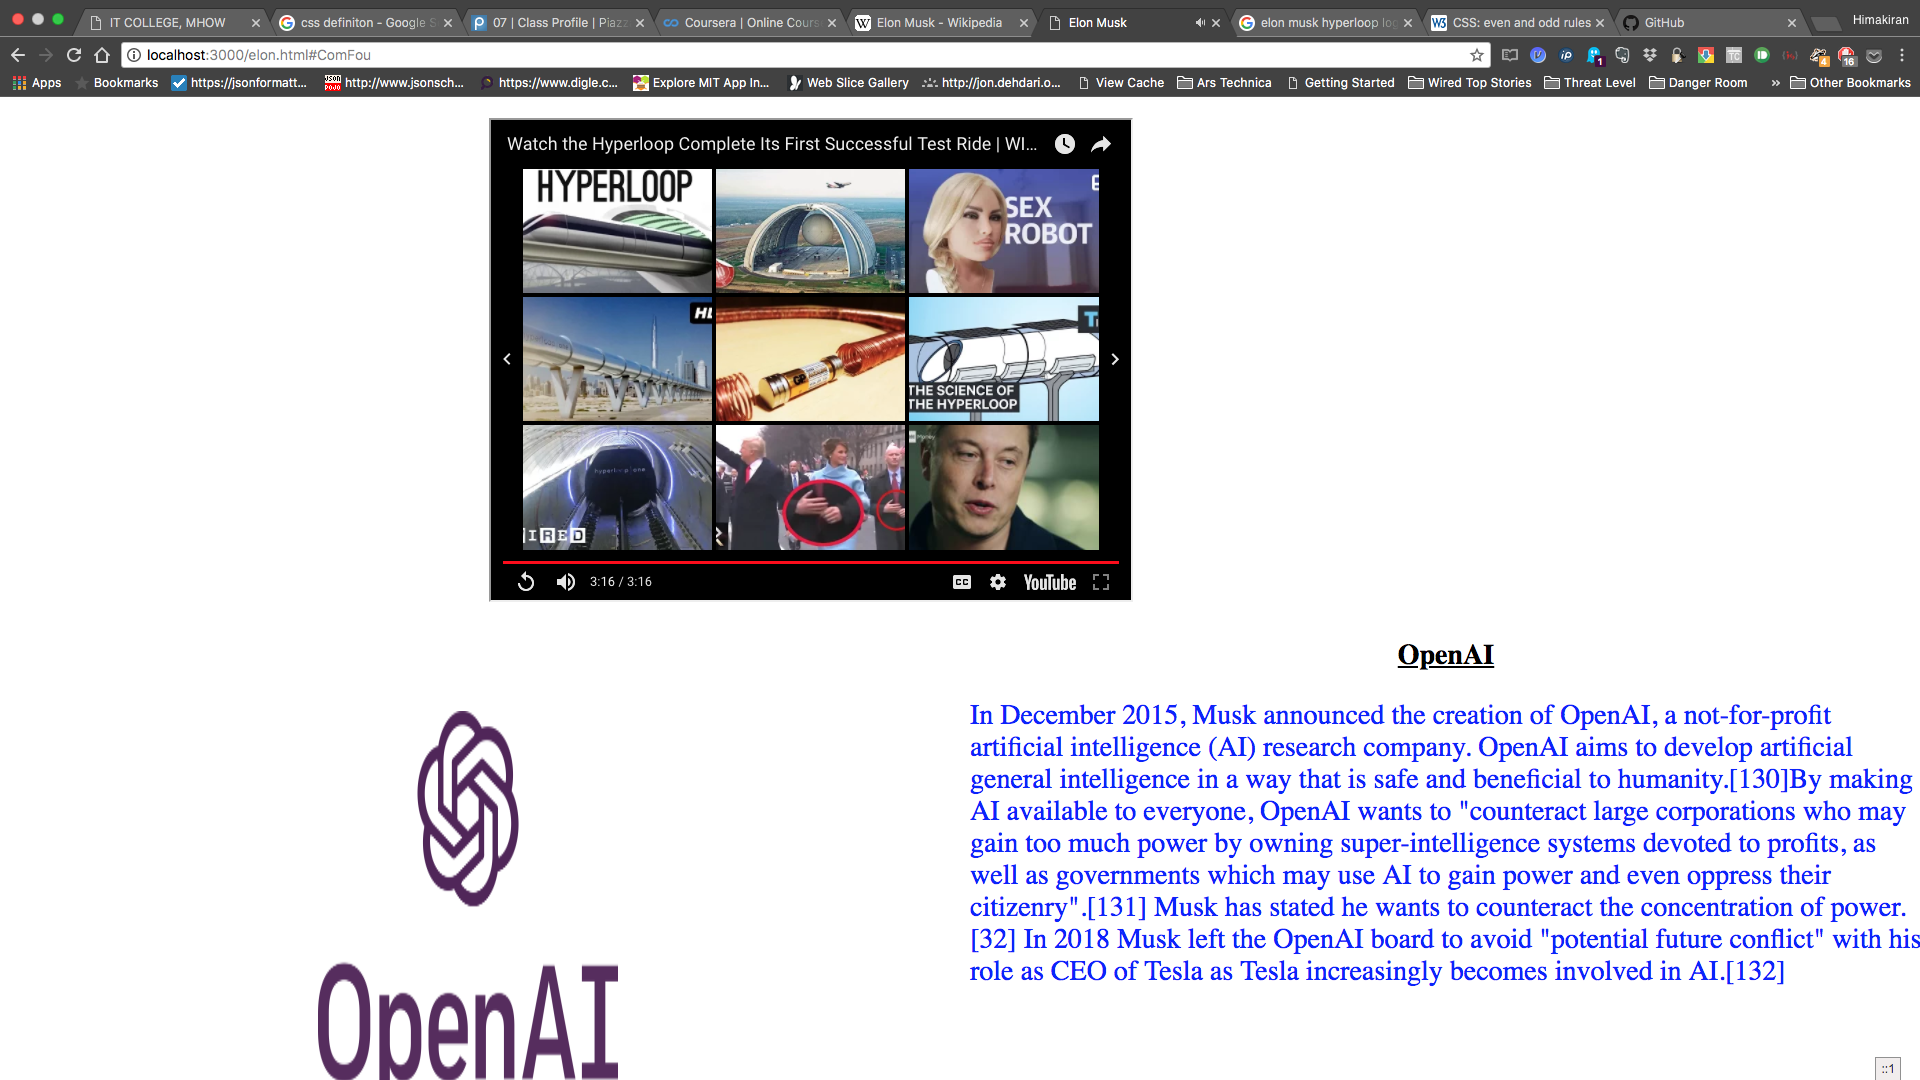 IT COLLEGE, MHOW
css definiton - Google S
07 | Class Profile | Piazz
Coursera | Online Cours
Elon Musk - Wikipedia
Elon Musk
elon musk hyperloop log
CSS: even and odd rules
GitHub
Himakiran
localhost:3000/elon.html#ComFou
1
4
16
Apps
Bookmarks
https://jsonformatt...
http://www.jsonsch...
https://www.digle.c...
Explore MIT App In...
Web Slice Gallery
http://jon.dehdari.o...
View Cache
Ars Technica
Getting Started
Wired Top Stories
Threat Level
Danger Room
»
Other Bookmarks
Watch the Hyperloop Complete Its First Successful Test Ride | WI...
HYPERLOOP
SEX
ROBOT
THE SCIENCE OF
THE HYPERLOOP
IRED
3:16 / 3:16
CC
YouTube
OpenAI
In December 2015, Musk announced the creation of OpenAI, a not-for-profit
artificial intelligence (AI) research company. OpenAI aims to develop artificial
general intelligence in a way that is safe and beneficial to humanity.[130]By making
AI available to everyone, OpenAI wants to "counteract large corporations who may
gain too much power by owning super-intelligence systems devoted to profits, as
well as governments which may use AI to gain power and even oppress their
citizenry".[131] Musk has stated he wants to counteract the concentration of power.
[32] In 2018 Musk left the OpenAI board to avoid "potential future conflict" with his
role as CEO of Tesla as Tesla increasingly becomes involved in AI.[132]
OpenAI
::1